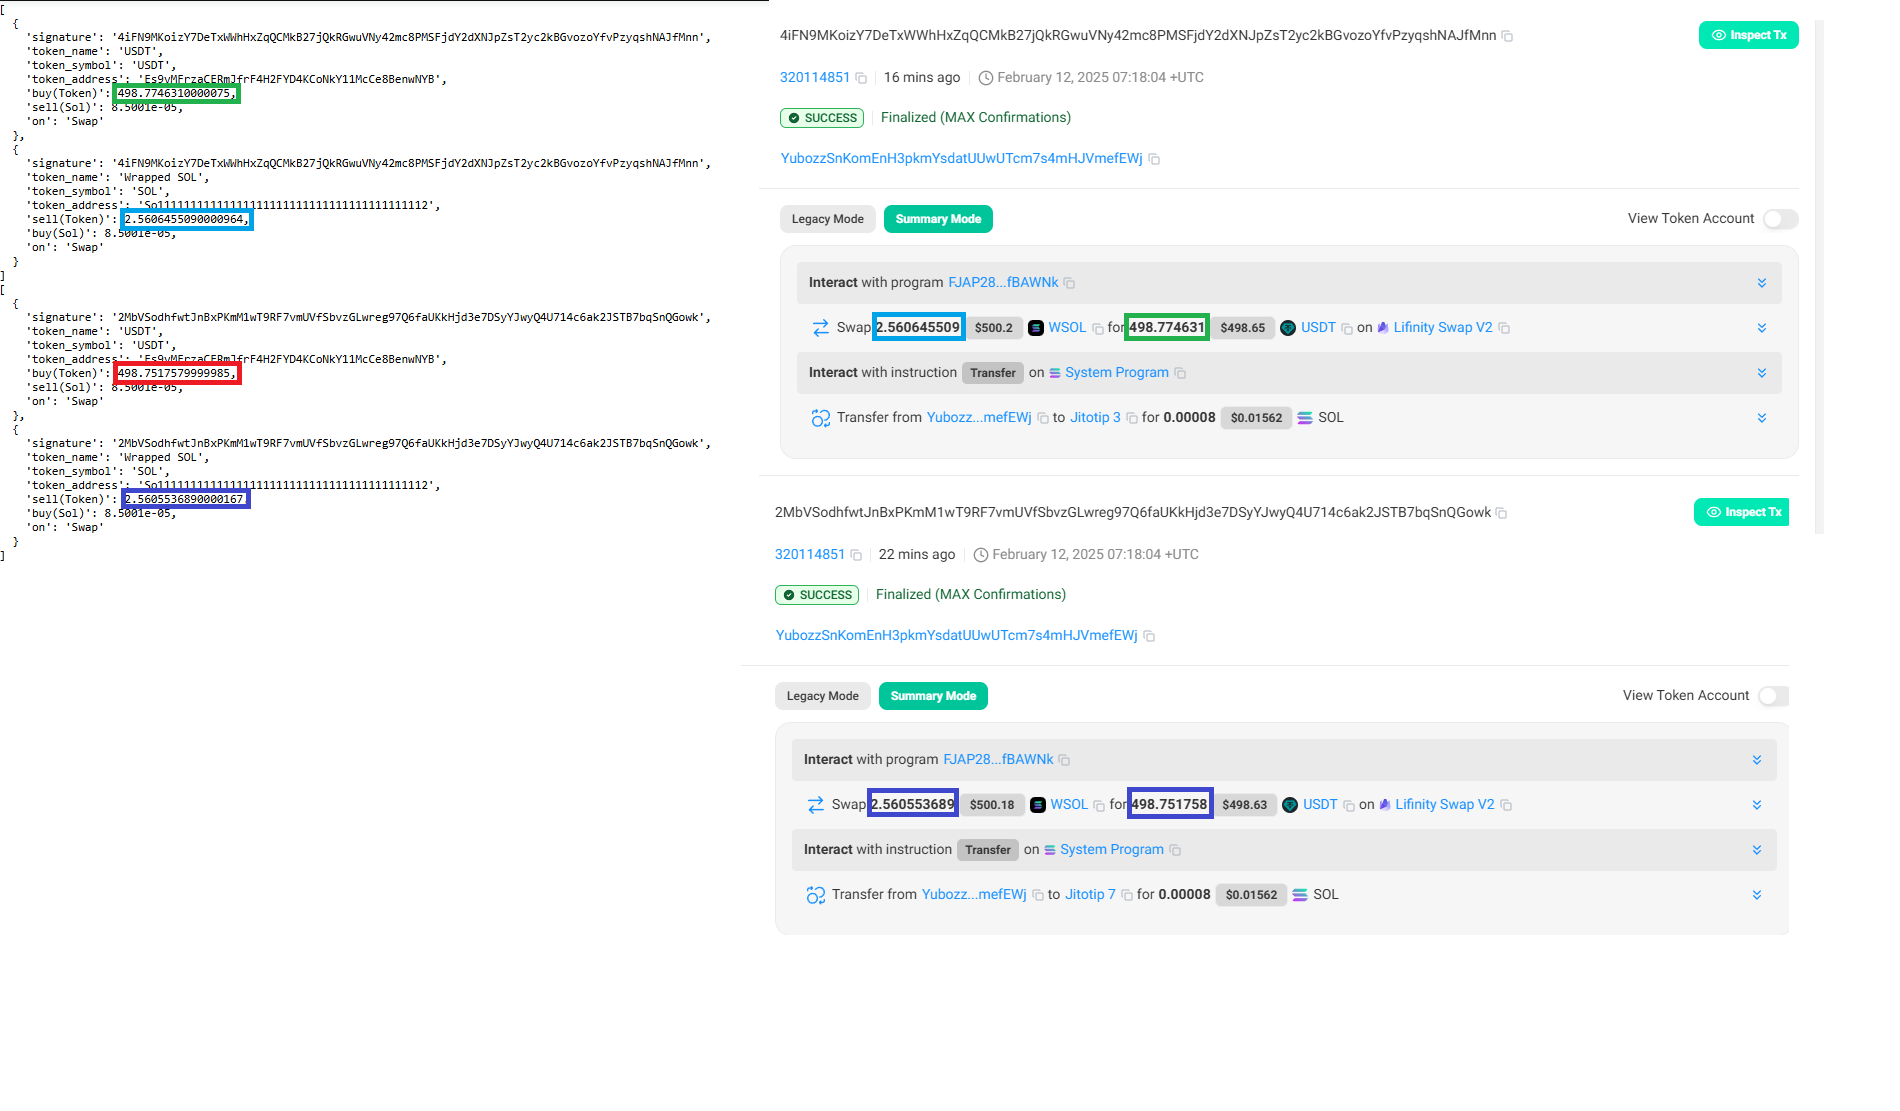 [
{
'signature': '4iFN9MKoizY7DeTxWWhHxZqQCMkB27jQkRGwuVNy42mc8PMSFjdY2dXNJpZsT2yc2kBGvozoYfvPzyqshNAJfMnn',
'token_name': 'USDT',
'token_symbol': 'USDT',
'token_address': 'Es9vMFrzaCERmJfrF4H2FYD4KCoNkY11McCe8BenwNYB',
'buy(Token)': 498.7746310000075,
'sell(Sol)': 8.5001e-05,
'on': 'Swap'
},
{
'signature': '4iFN9MKoizY7DeTxWWhHxZqQCMkB27jQkRGwuVNy42mc8PMSFjdY2dXNJpZsT2yc2kBGvozoYfvPzyqshNAJfMnn',
'token_name': 'Wrapped SOL',
'token_symbol': 'SOL',
'token_address': 'So11111111111111111111111111111111111111112',
'sell(Token)': 2.5606455090000964,
'buy(Sol)': 8.5001e-05,
'on': 'Swap'
}
]
[
{
'signature': '2MbVSodhfwtJnBxPKmM1wT9RF7vmUVfSbvzGLwreg97Q6faUKkHjd3e7DSyYJwyQ4U714c6ak2JSTB7bqSnQGowk',
'token_name': 'USDT',
'token_symbol': 'USDT',
'token_address': 'Es9vMFrzaCERmJfrF4H2FYD4KCoNkY11McCe8BenwNYB',
'buy(Token)': 498.7517579999985,
'sell(Sol)': 8.5001e-05,
'on': 'Swap'
},
{
'signature': '2MbVSodhfwtJnBxPKmM1wT9RF7vmUVfSbvzGLwreg97Q6faUKkHjd3e7DSyYJwyQ4U714c6ak2JSTB7bqSnQGowk',
'token_name': 'Wrapped SOL',
'token_symbol': 'SOL',
'token_address': 'So11111111111111111111111111111111111111112',
'sell(Token)': 2.5605536890000167,
'buy(Sol)': 8.5001e-05,
'on': 'Swap'
}
]
4iFN9MKoizY7DeTxWWhHxZqQCMkB27jQkRGwuVNy42mc8PMSFjdY2dXNJpZsT2yc2kBGvozoYfvPzyqshNAJfMnn Inspect Tx
320114851 16 mins ago February 12, 2025 07:18:04 +UTC
SUCCESS Finalized (MAX Confirmations)
YubozzSnKomEnH3pkmYsdatUUwUTcm7s4mHJVmefEWj
Legacy Mode Summary Mode View Token Account
Interact with program FJAP28...fBAWNk
Swap 2.560645509 $500.2 WSOL for 498.774631 $498.65 USDT on Lifinity Swap V2
Interact with instruction Transfer on System Program
Transfer from Yubozz...mefEWj to Jitotip 3 for 0.00008 $0.01562 SOL
2MbVSodhfwtJnBxPKmM1wT9RF7vmUVfSbvzGLwreg97Q6faUKkHjd3e7DSyYJwyQ4U714c6ak2JSTB7bqSnQGowk Inspect Tx
320114851 22 mins ago February 12, 2025 07:18:04 +UTC
SUCCESS Finalized (MAX Confirmations)
YubozzSnKomEnH3pkmYsdatUUwUTcm7s4mHJVmefEWj
Legacy Mode Summary Mode View Token Account
Interact with program FJAP28...fBAWNk
Swap 2.560553689 $500.18 WSOL for 498.751758 $498.63 USDT on Lifinity Swap V2
Interact with instruction Transfer on System Program
Transfer from Yubozz...mefEWj to Jitotip 7 for 0.00008 $0.01562 SOL